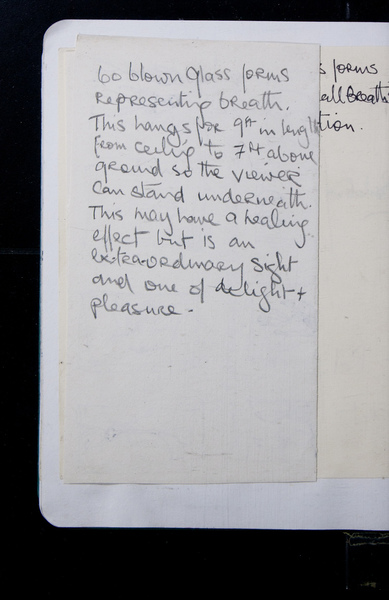 60 blown glass forms
representing breath.
This hangs for 9ft in length
from ceiling to 7ft above
ground so the viewer
can stand underneath.
This may have a healing
effect but is an
extra-ordinary sight
and one of delight +
pleasure.
s forms
all Breath
tion.